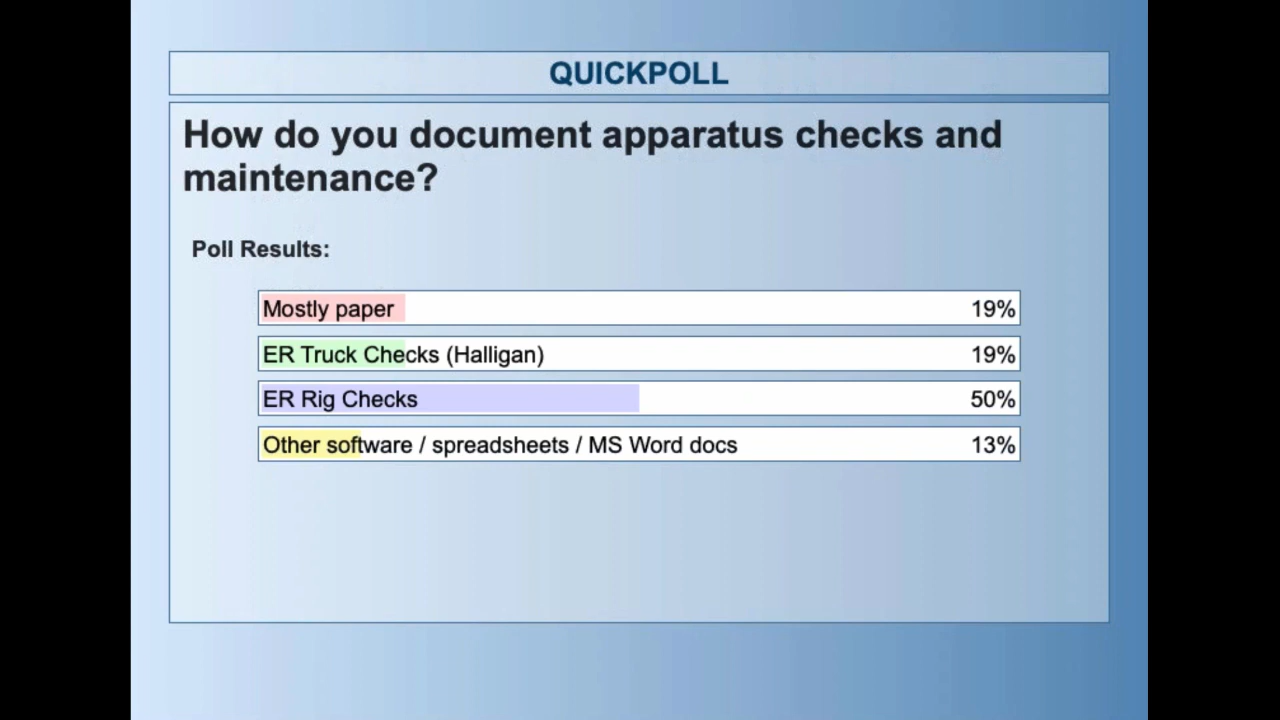 QUICKPOLL
How do you document apparatus checks and
maintenance?
Poll Results:
Mostly paper 19%
ER Truck Checks (Halligan) 19%
ER Rig Checks 50%
Other software / spreadsheets / MS Word docs 13%